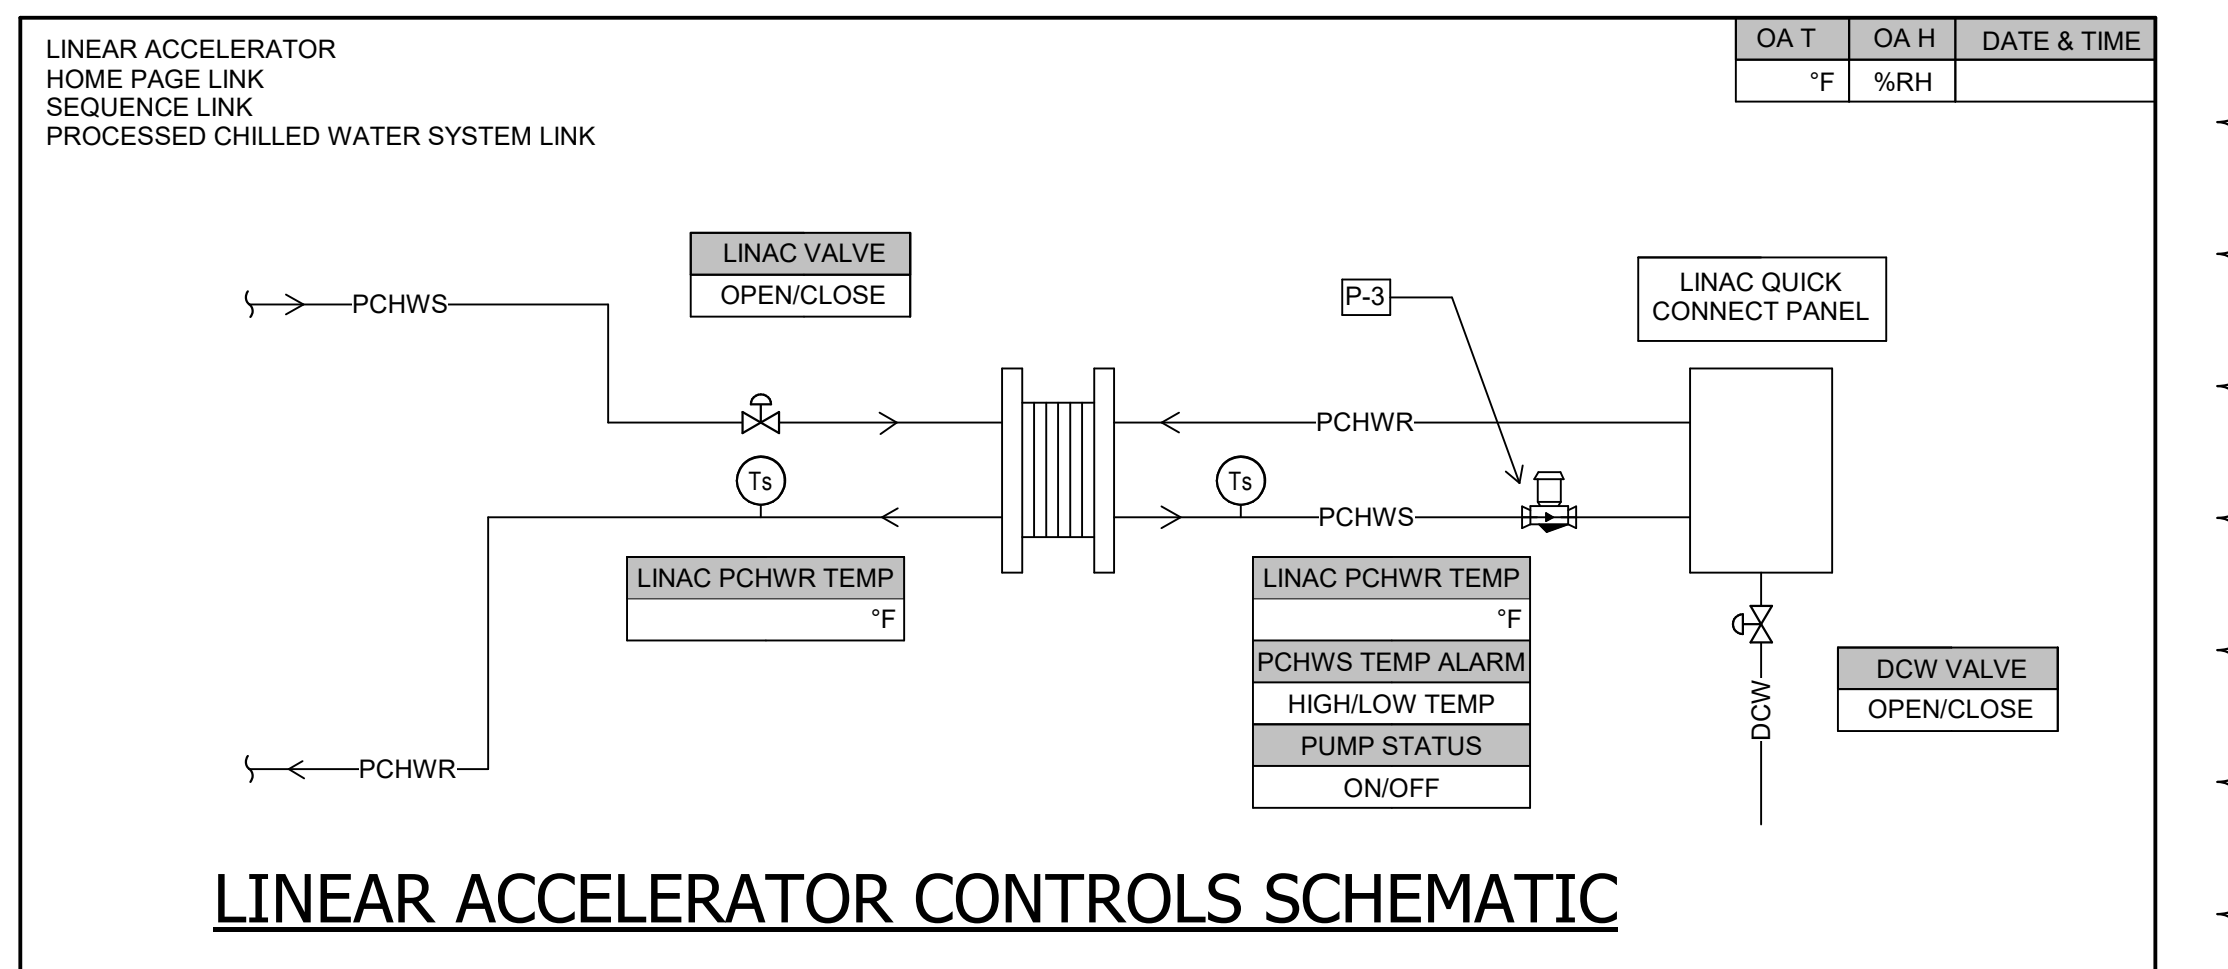 LINEAR ACCELERATOR
HOME PAGE LINK
SEQUENCE LINK
PROCESSED CHILLED WATER SYSTEM LINK
OA T OA H DATE & TIME
°F %RH
LINAC VALVE
OPEN/CLOSE
PCHWS
P-3
LINAC QUICK
CONNECT PANEL
PCHWR
Ts
Ts
PCHWS
LINAC PCHWR TEMP
°F
LINAC PCHWR TEMP
°F
PCHWS TEMP ALARM
HIGH/LOW TEMP
PUMP STATUS
ON/OFF
DCW VALVE
OPEN/CLOSE
DCW
PCHWR
LINEAR ACCELERATOR CONTROLS SCHEMATIC